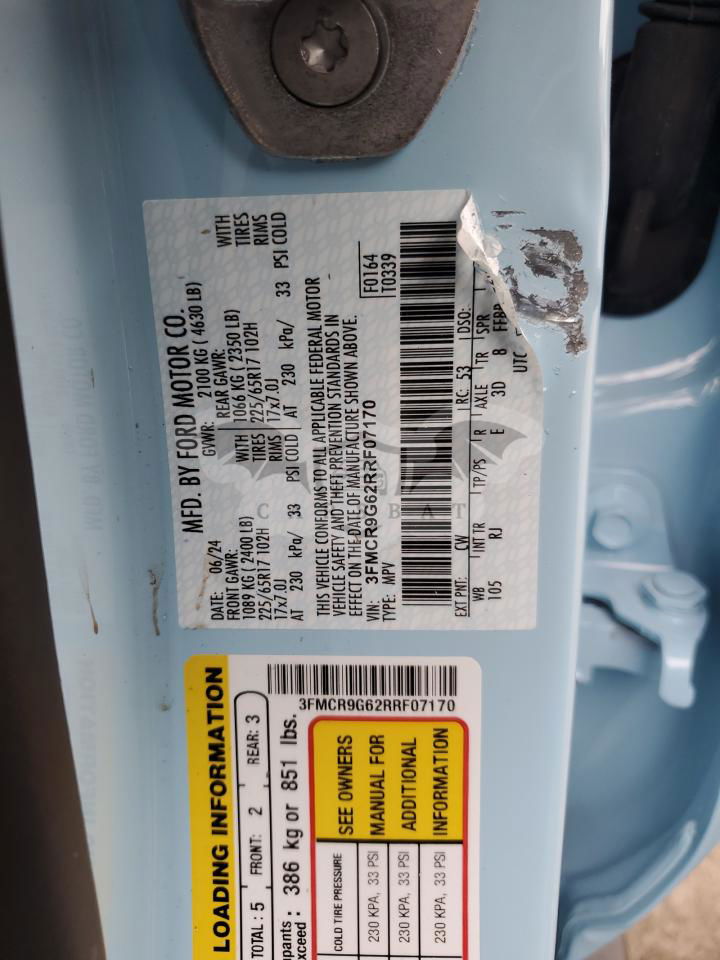 MFD. BY FORD MOTOR CO.
DATE: 06/24 GVWR: 2100 KG ( 4630 LB)
FRONT GAWR: REAR GAWR:
1089 KG ( 2400 LB) WITH 1066 KG ( 2350 LB) WITH
225/65R17 102H TIRES 225/65R17 102H TIRES
17x7.0J RIMS 17x7.0J RIMS
AT 230 kPa/ 33 PSI COLD AT 230 kPa/ 33 PSI COLD
THIS VEHICLE CONFORMS TO ALL APPLICABLE FEDERAL MOTOR
VEHICLE SAFETY AND THEFT PREVENTION STANDARDS IN
EFFECT ON THE DATE OF MANUFACTURE SHOWN ABOVE.
VIN: 3FMCR9G62RRF07170 F0164
TYPE: MPV T0339
EXT PNT: CW RC: 53 DSO:
WB INT TR TP/PS R AXLE TR SPR
105 RJ E 3D 8 FFBP
UTC
CARBAT
LOADING INFORMATION
TOTAL : 5 FRONT: 2 REAR: 3
386 kg or 851 lbs.
COLD TIRE PRESSURE
230 KPA, 33 PSI
230 KPA, 33 PSI
230 KPA, 33 PSI
SEE OWNERS
MANUAL FOR
ADDITIONAL
INFORMATION
3FMCR9G62RRF07170